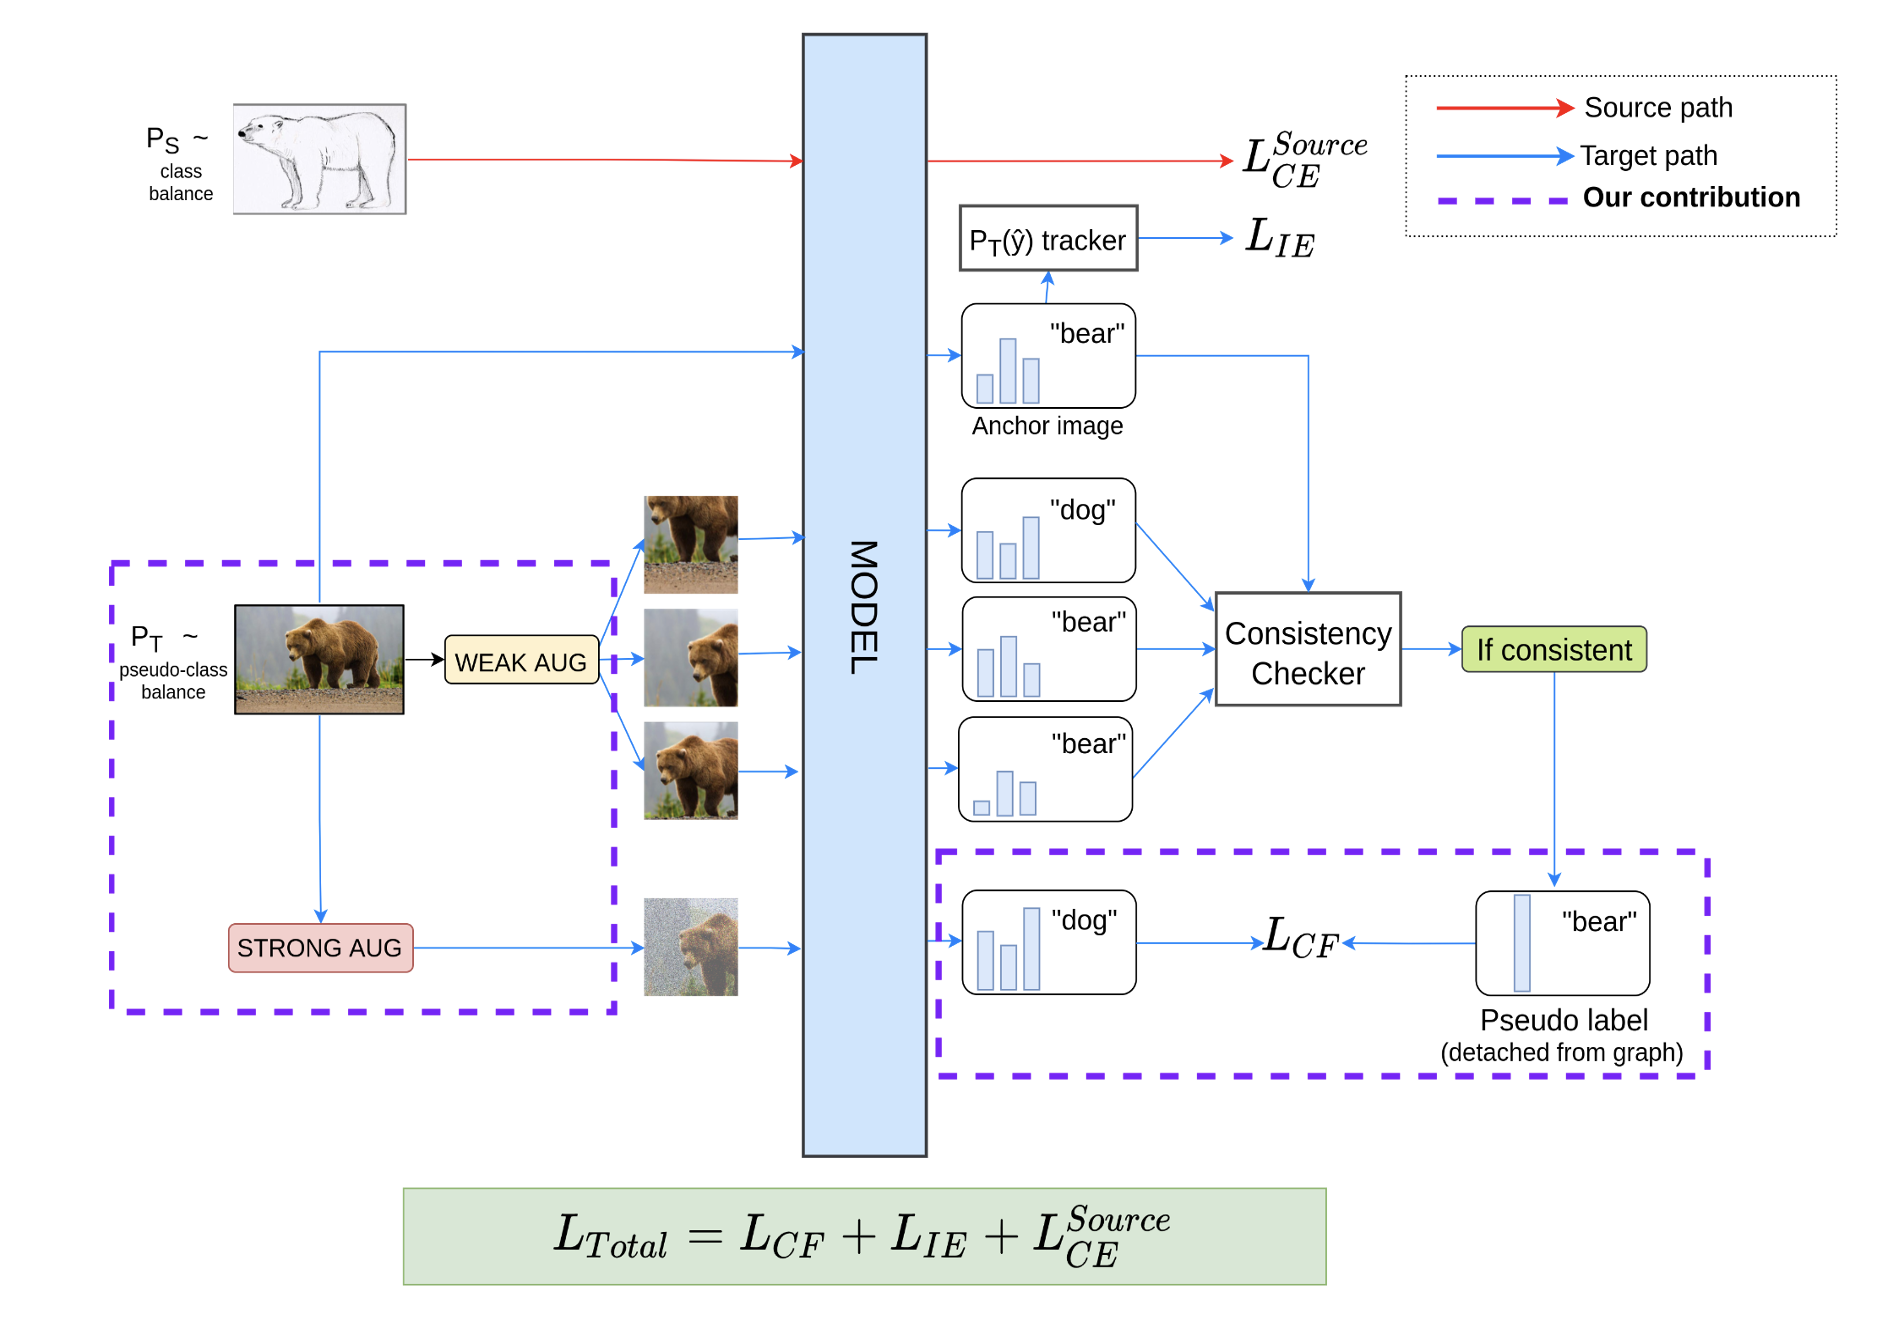 P_S ~
class
balance
L_{CE}^{Source}
Source path
Target path
Our contribution
P_T(ŷ) tracker
L_{IE}
"bear"
Anchor image
"dog"
MODEL
P_T ~
pseudo-class
balance
WEAK AUG
"bear"
Consistency
Checker
If consistent
"bear"
STRONG AUG
"dog"
L_{CF}
"bear"
Pseudo label
(detached from graph)
L_{Total} = L_{CF} + L_{IE} + L_{CE}^{Source}